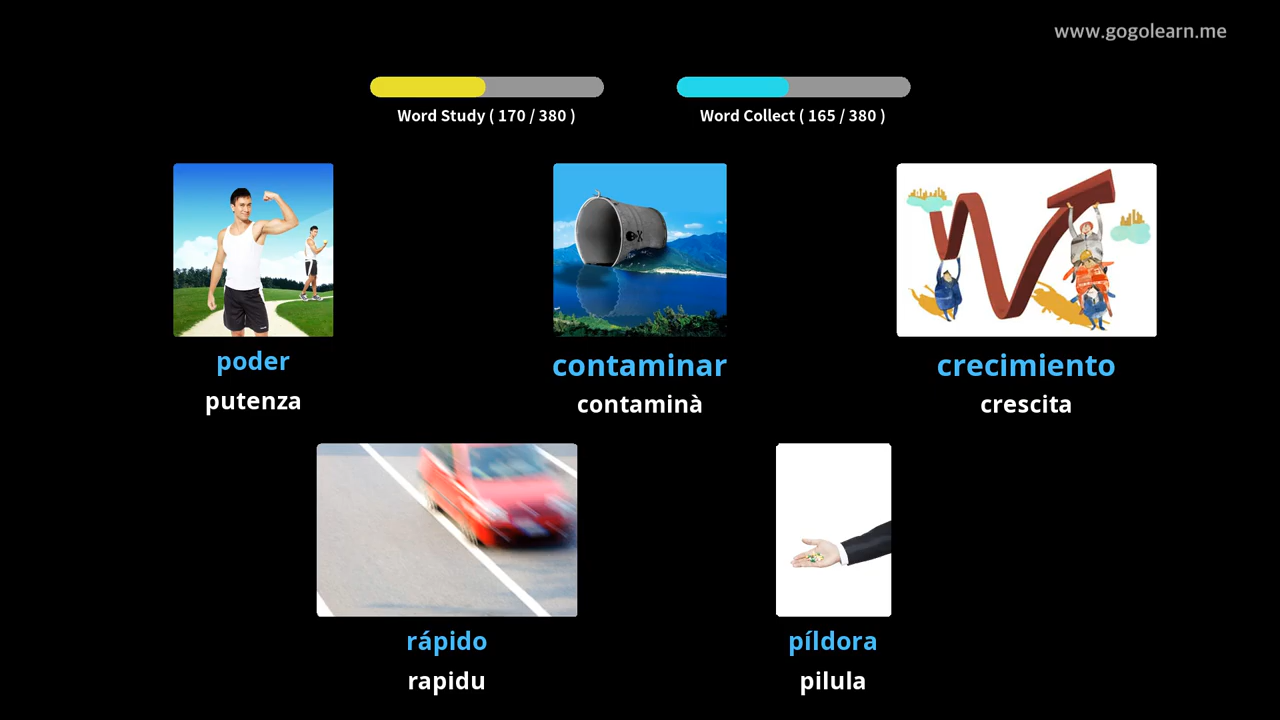 www.gogolearn.me
Word Study ( 170 / 380 )
Word Collect ( 165 / 380 )
poder
putenza
contaminar
contaminà
crecimiento
crescita
rápido
rapidu
píldora
pilula